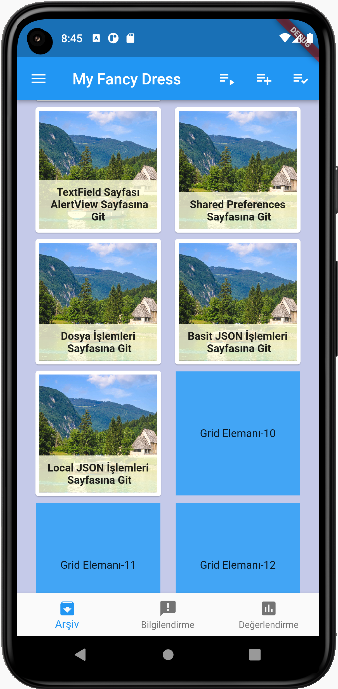 8:45
DEBUG
My Fancy Dress
TextField Sayfası
AlertView Sayfasına
Git
Shared Preferences
Sayfasına Git
Dosya İşlemleri
Sayfasına Git
Basit JSON İşlemleri
Sayfasına Git
Local JSON İşlemleri
Sayfasına Git
Grid Elemanı-10
Grid Elemanı-11
Grid Elemanı-12
Arşiv
Bilgilendirme
Değerlendirme